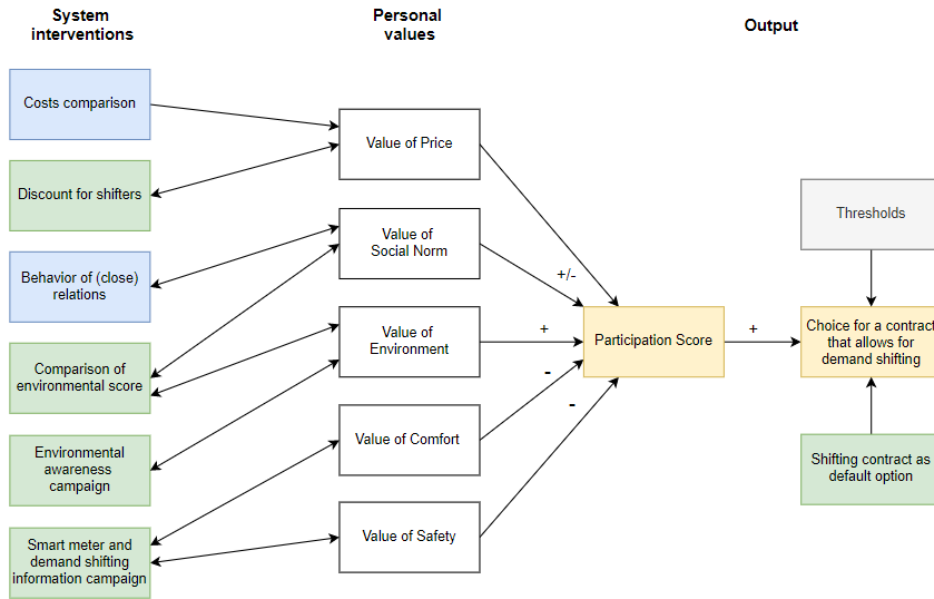 System
interventions
Personal
values
Output
Costs comparison
Discount for shifters
Behavior of (close)
relations
Comparison of
environmental score
Environmental
awareness
campaign
Smart meter and
demand shifting
information campaign
Value of Price
Value of
Social Norm
Value of
Environment
Value of Comfort
Value of Safety
+/-
+
-
-
Participation Score
+
Thresholds
Choice for a contract
that allows for
demand shifting
Shifting contract as
default option